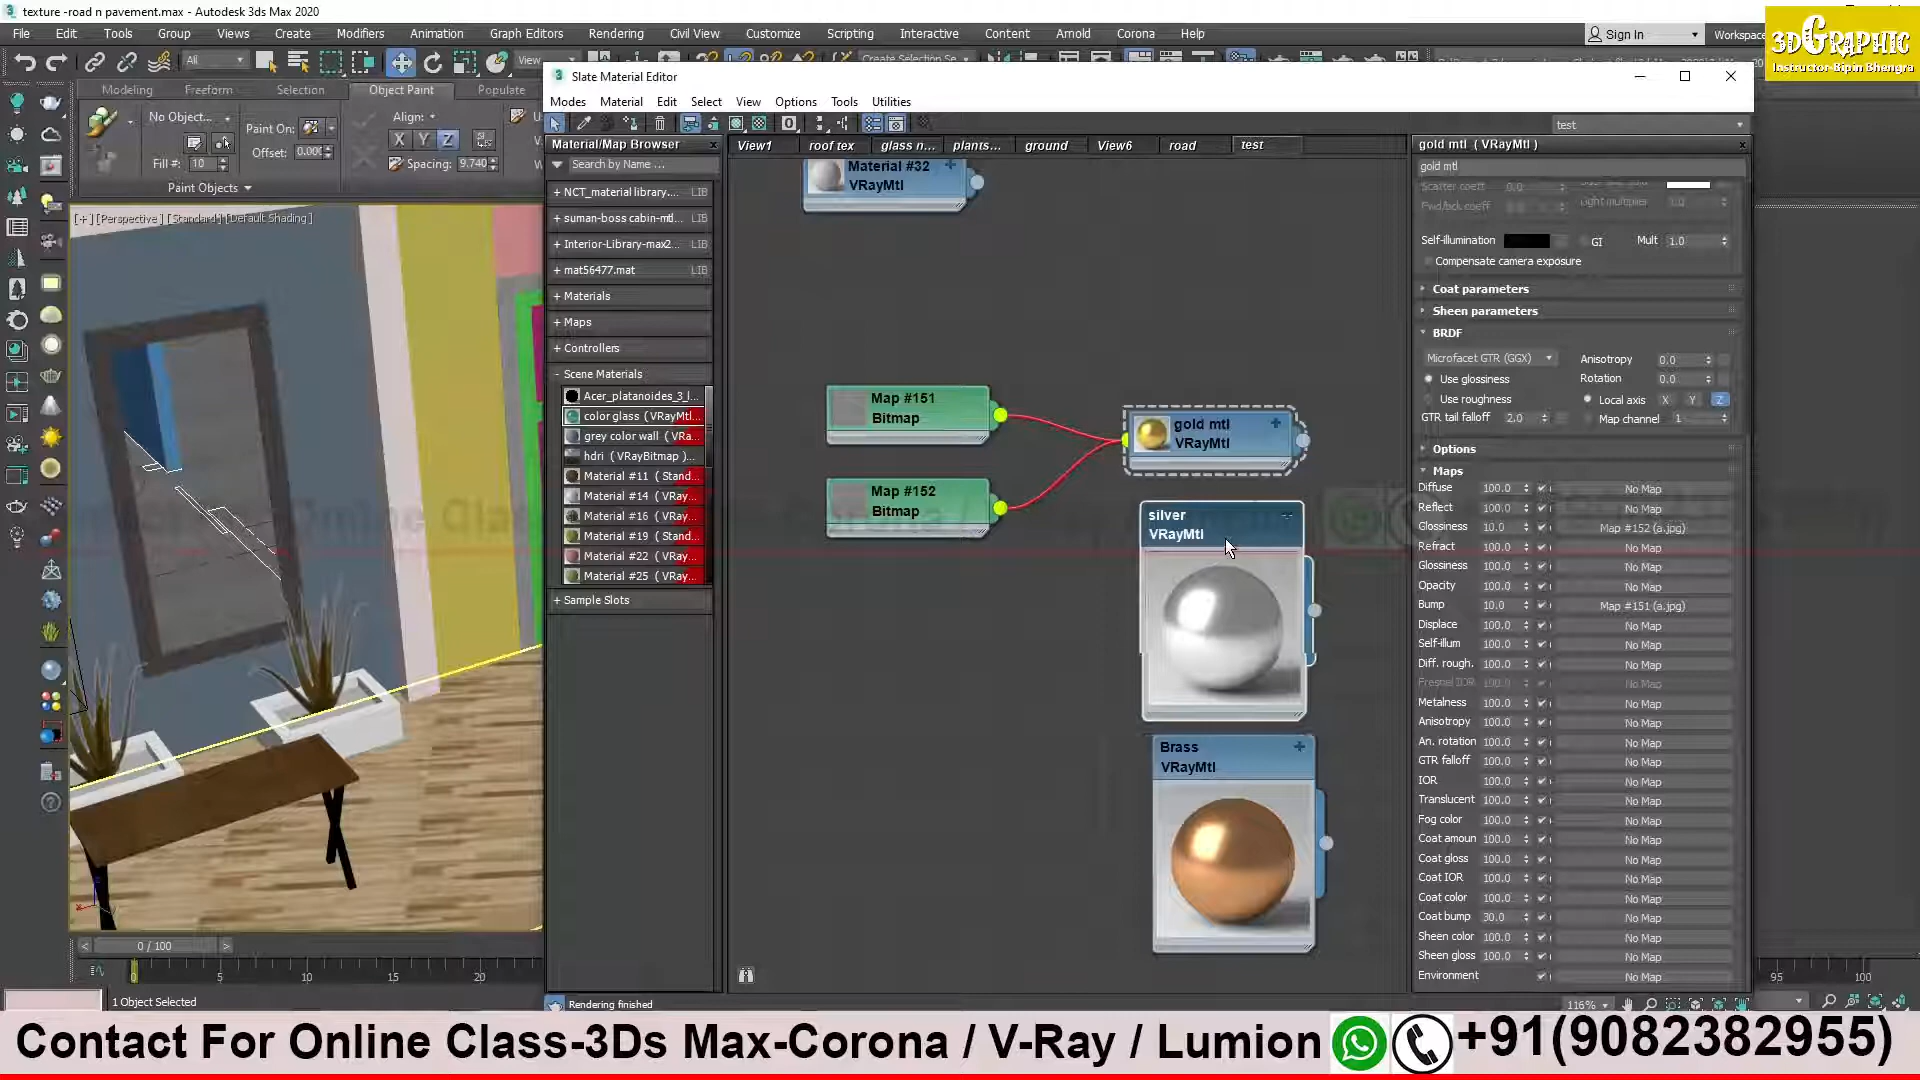 texture -road n pavement.max - Autodesk 3ds Max 2020
File Edit Tools Group Views Create Modifiers Animation Graph Editors Rendering Civil View Customize Scripting Interactive Content Arnold Corona Help
Sign In
Workspace
3DGRAPHIC
Instructor-Bipin Bhengra
All
View
Create Selection Se
Modeling Freeform Selection Object Paint Populate
No Object...
Paint On:
Align:
X Y Z
Fill #: 10
Offset: 0.000
Spacing: 9.740
Paint Objects
[+] [Perspective] [Standard] [Default Shading]
Slate Material Editor
Modes Material Edit Select View Options Tools Utilities
test
Material/Map Browser
Search by Name ...
+ NCT_material library... LIB
+ suman-boss cabin-mtl... LIB
+ Interior-Library-max2... LIB
+ mat56477.mat LIB
+ Materials
+ Maps
+ Controllers
- Scene Materials
Acer_platanoides_3_l...
color glass ( VRayMtl...
grey color wall ( VRa...
hdri ( VRayBitmap )...
Material #11 ( Stand...
Material #14 ( VRay...
Material #16 ( VRay...
Material #19 ( Stand...
Material #22 ( VRay...
Material #25 ( VRay...
+ Sample Slots
View1 roof tex glass n... plants... ground View6 road test
Material #32
VRayMtl
Map #151
Bitmap
Map #152
Bitmap
gold mtl
VRayMtl
silver
VRayMtl
Brass
VRayMtl
gold mtl ( VRayMtl )
gold mtl
Scatter coeff 0.0
Fwd/bck coeff 0.0
Light multiplier 1.0
Self-illumination GI Mult 1.0
Compensate camera exposure
Coat parameters
Sheen parameters
BRDF
Microfacet GTR (GGX) Anisotropy 0.0
Use glossiness Rotation 0.0
Use roughness Local axis X Y Z
GTR tail falloff 2.0 Map channel 1
Options
Maps
Diffuse 100.0 No Map
Reflect 100.0 No Map
Glossiness 10.0 Map #152 (a.jpg)
Refract 100.0 No Map
Glossiness 100.0 No Map
Opacity 100.0 No Map
Bump 10.0 Map #151 (a.jpg)
Displace 100.0 No Map
Self-illum 100.0 No Map
Diff. rough. 100.0 No Map
Fresnel IOR 100.0 No Map
Metalness 100.0 No Map
Anisotropy 100.0 No Map
An. rotation 100.0 No Map
GTR falloff 100.0 No Map
IOR 100.0 No Map
Translucent 100.0 No Map
Fog color 100.0 No Map
Coat amoun 100.0 No Map
Coat gloss 100.0 No Map
Coat IOR 100.0 No Map
Coat color 100.0 No Map
Coat bump 30.0 No Map
Sheen color 100.0 No Map
Sheen gloss 100.0 No Map
Environment No Map
0 / 100
0 5 10 15 20 95 100
1 Object Selected
Rendering finished
116%
Contact For Online Class-3Ds Max-Corona / V-Ray / Lumion +91(9082382955)